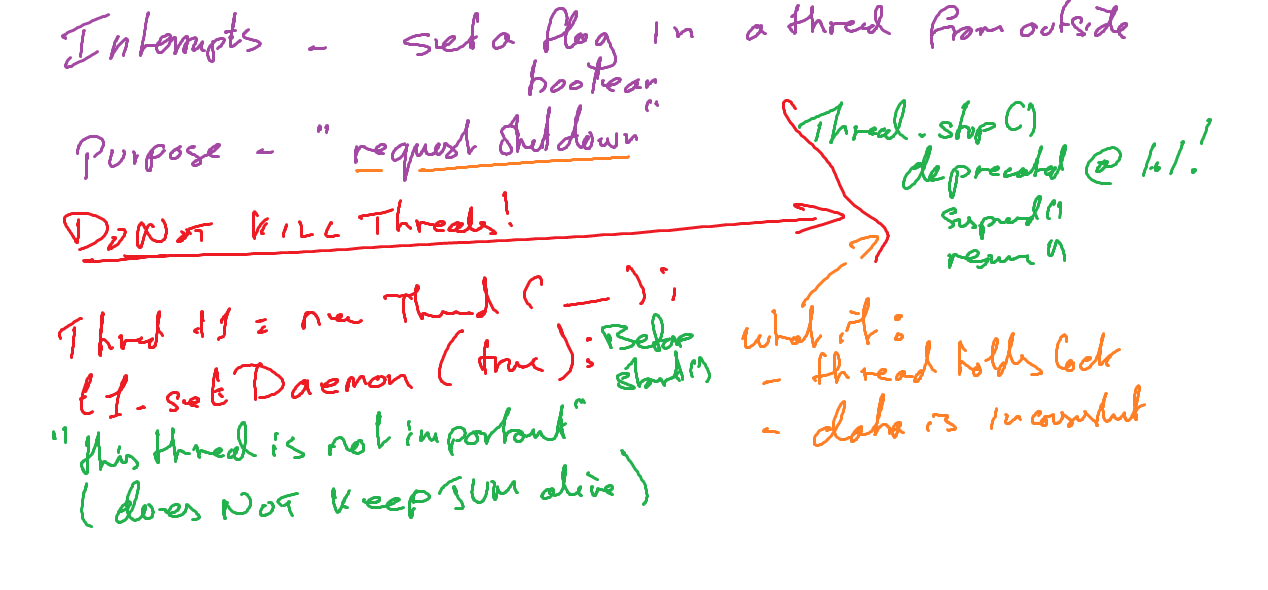 Interrupts - set a flag in a thread from outside
boolean
Purpose - "request shutdown"
Thread.stop()
deprecated @ 1.1!
suspend()
resume()
DO NOT KILL Threads!
Thread t1 = new Thread ( __ );
t1.setDaemon (true);
Before
start()
"this thread is not important"
(does NOT keep JVM alive)
what if:
- thread holds lock
- data is inconsistent